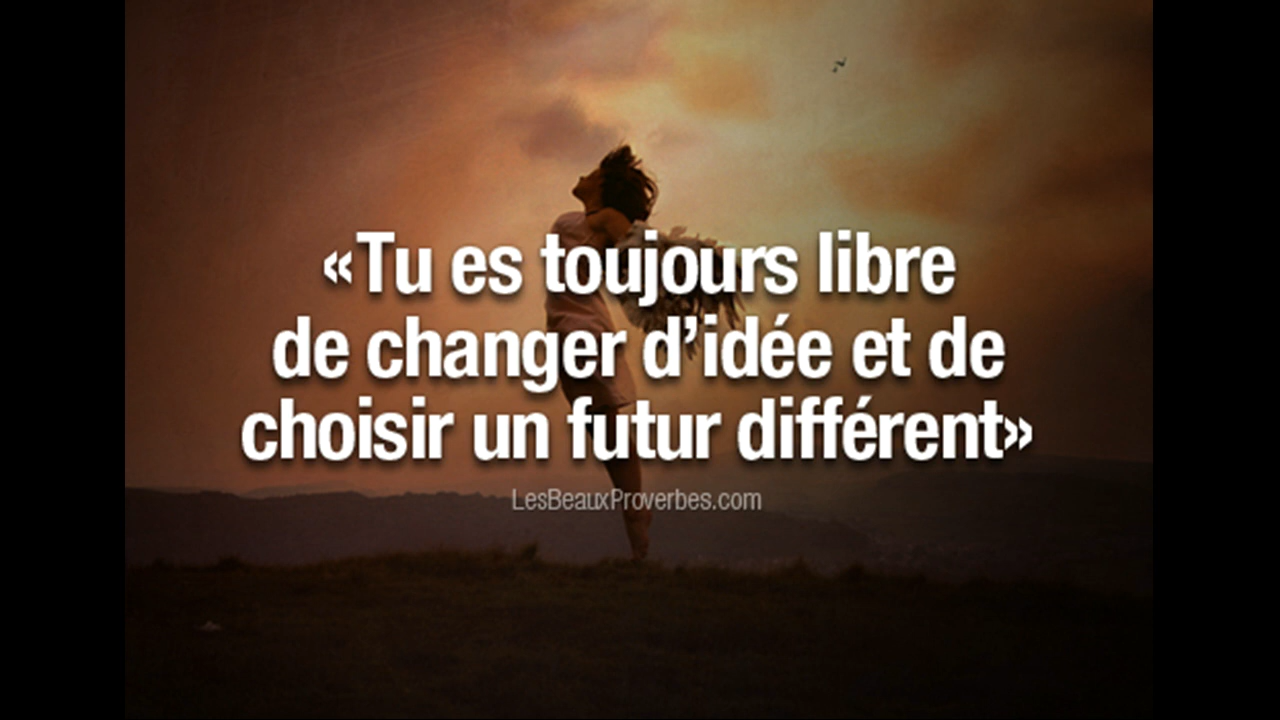 «Tu es toujours libre
de changer d’idée et de
choisir un futur différent»
LesBeauxProverbes.com